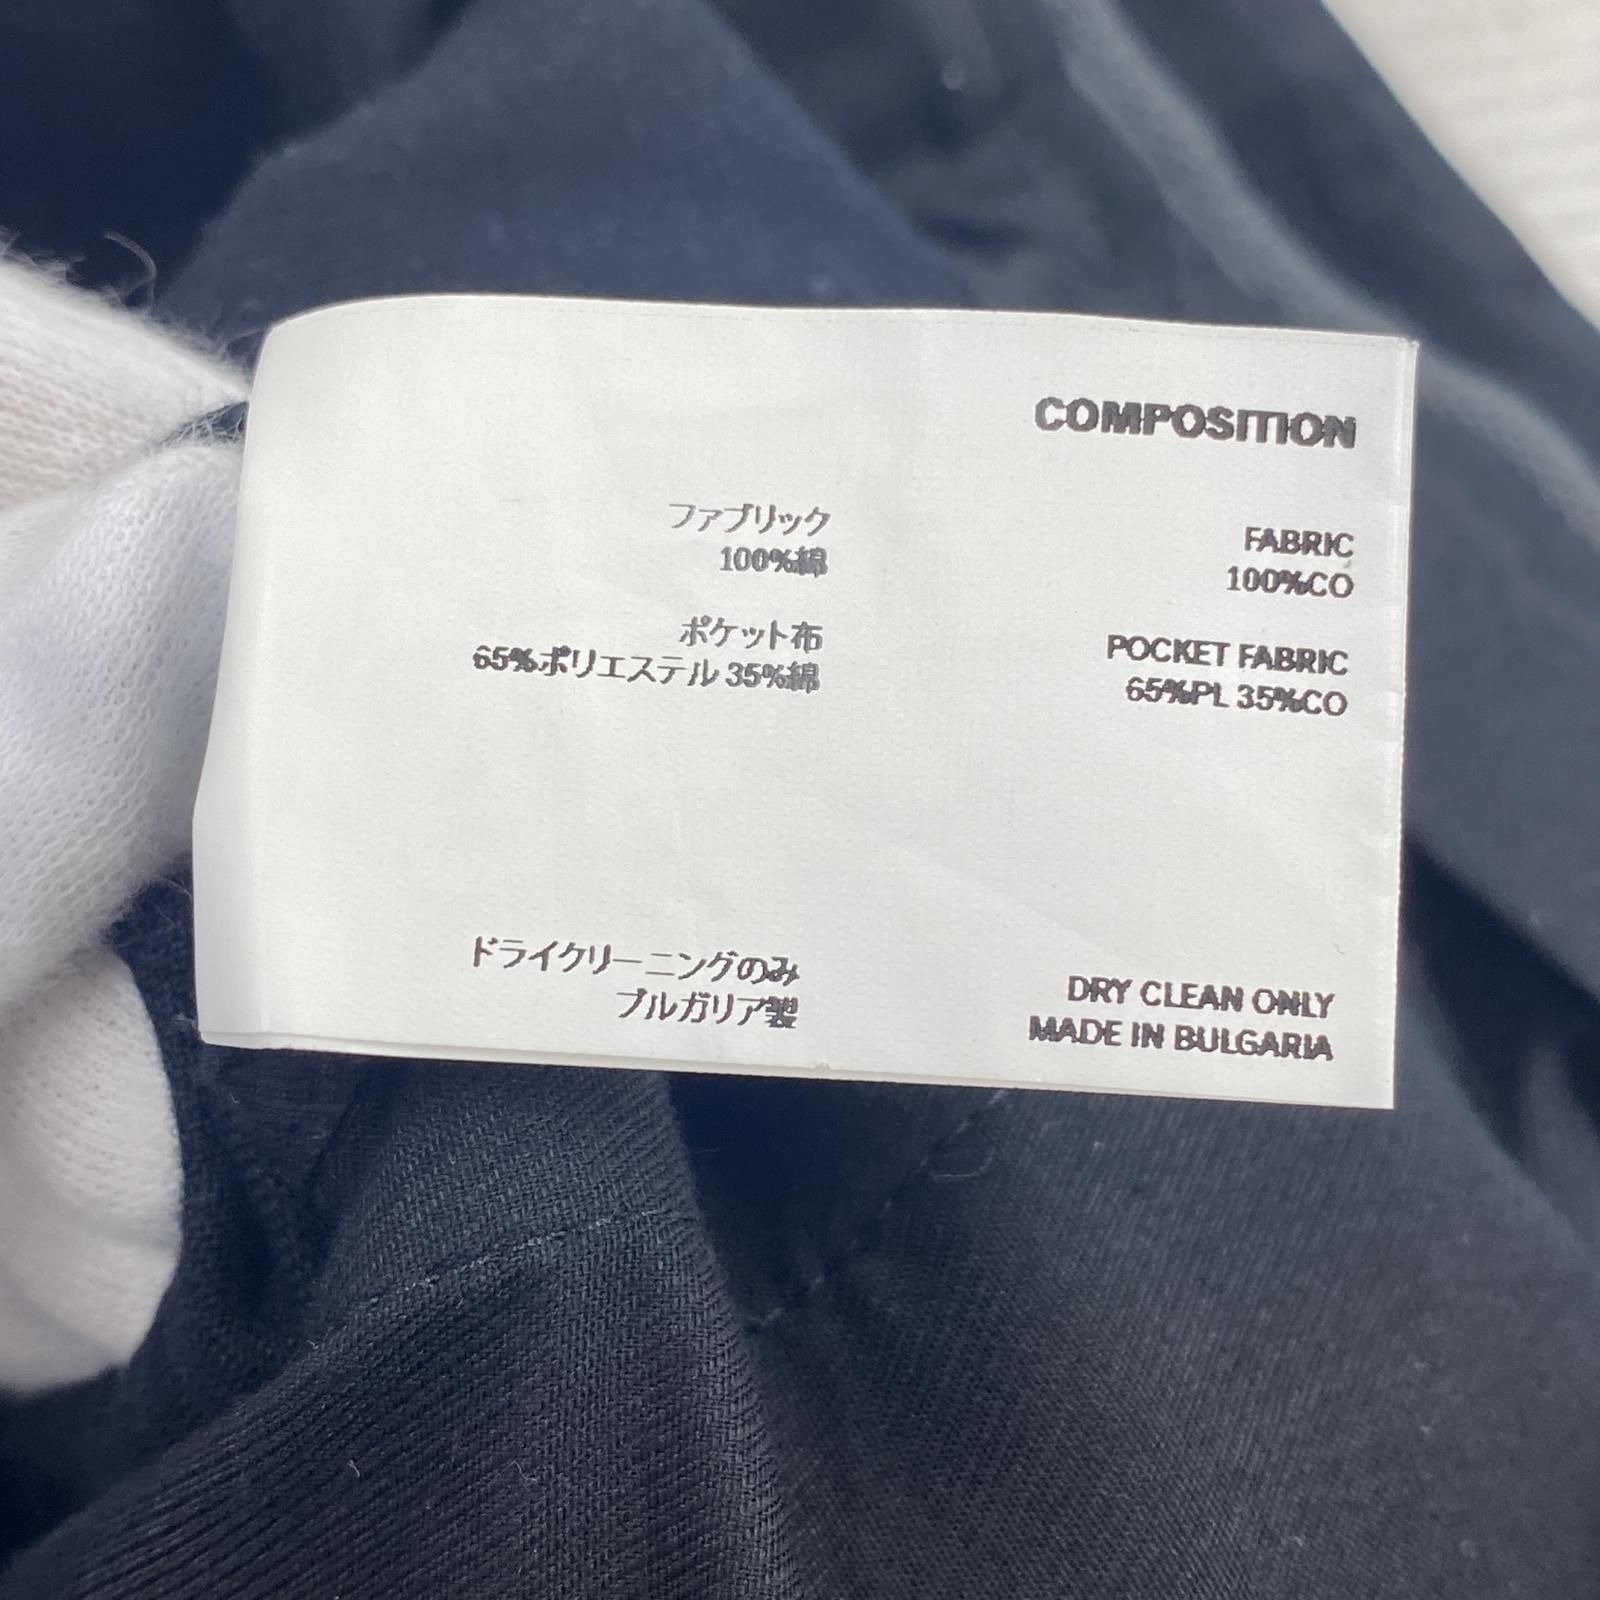 COMPOSITION
ファブリック
100%綿
ポケット布
65%ポリエステル 35%綿
ドライクリーニングのみ
ブルガリア製
FABRIC
100%CO
POCKET FABRIC
65%PL 35%CO
DRY CLEAN ONLY
MADE IN BULGARIA